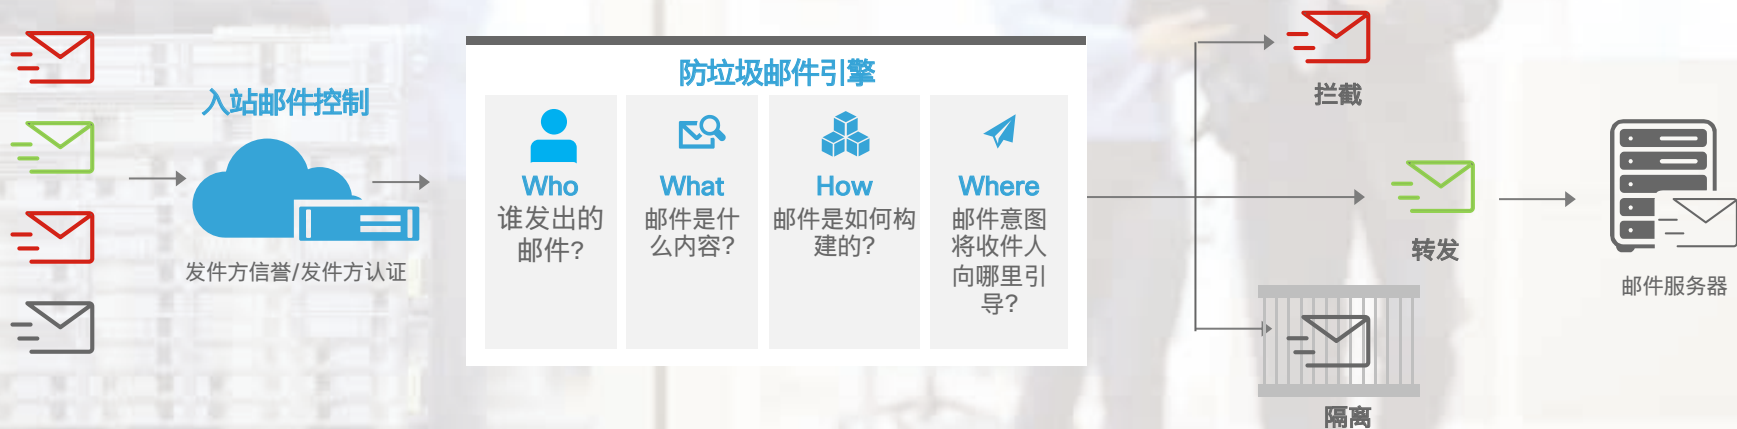 入站邮件控制
发件方信誉/发件方认证
防垃圾邮件引擎
Who
谁发出的
邮件?
What
邮件是什
么内容?
How
邮件是如何构
建的?
Where
邮件意图
将收件人
向哪里引
导?
拦截
转发
隔离
邮件服务器